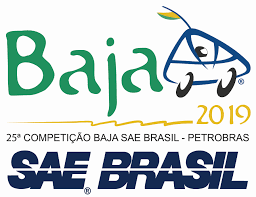 Baja
®
2019
25ª COMPETIÇÃO BAJA SAE BRASIL - PETROBRAS
SAE BRASIL
®